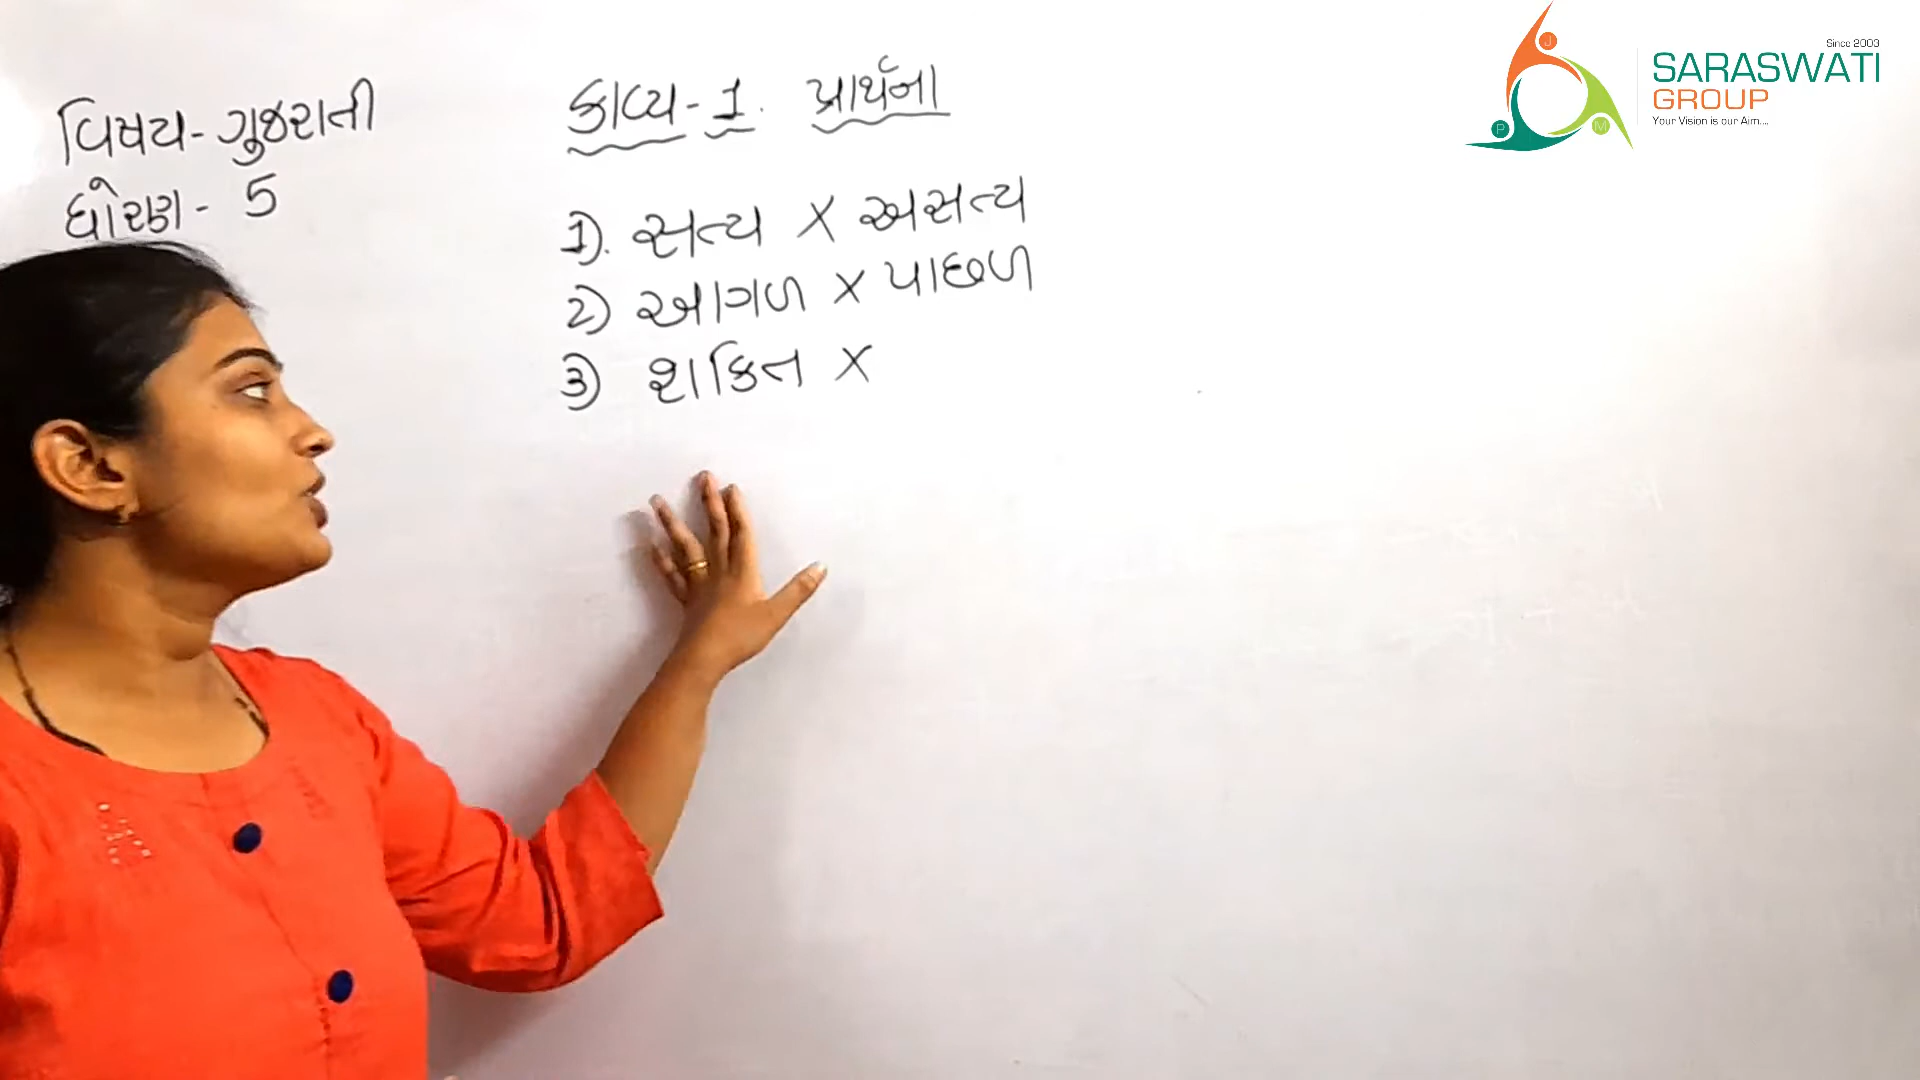 વિષય - ગુજરાતી
ધોરણ - 5
કાવ્ય - 1. પ્રાર્થના
1). સત્ય X અસત્ય
2) આગળ X પાછળ
3) શકિત X
Since 2003
SARASWATI
GROUP
Your Vision is our Aim....
J
P
M